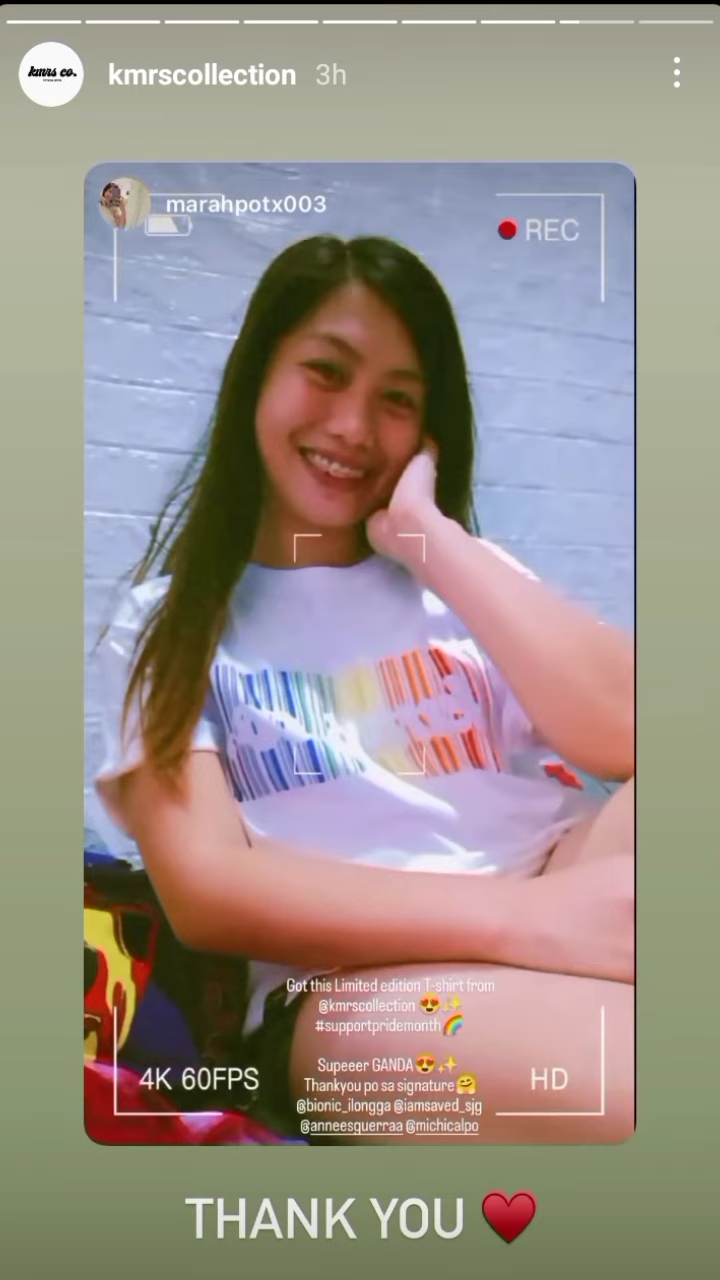 kmrs co.
kmrscollection 3h
marahpotx003
REC
Got this Limited edition T-shirt from
@kmrscollection 😍✨
#supportpridemonth🌈
Supeeer GANDA😍✨
Thankyou po sa signature🤗
@bionic_ilongga @iamsaved_sjg
@anneesguerraa @michicalpo
4K 60FPS
HD
THANK YOU ♥️